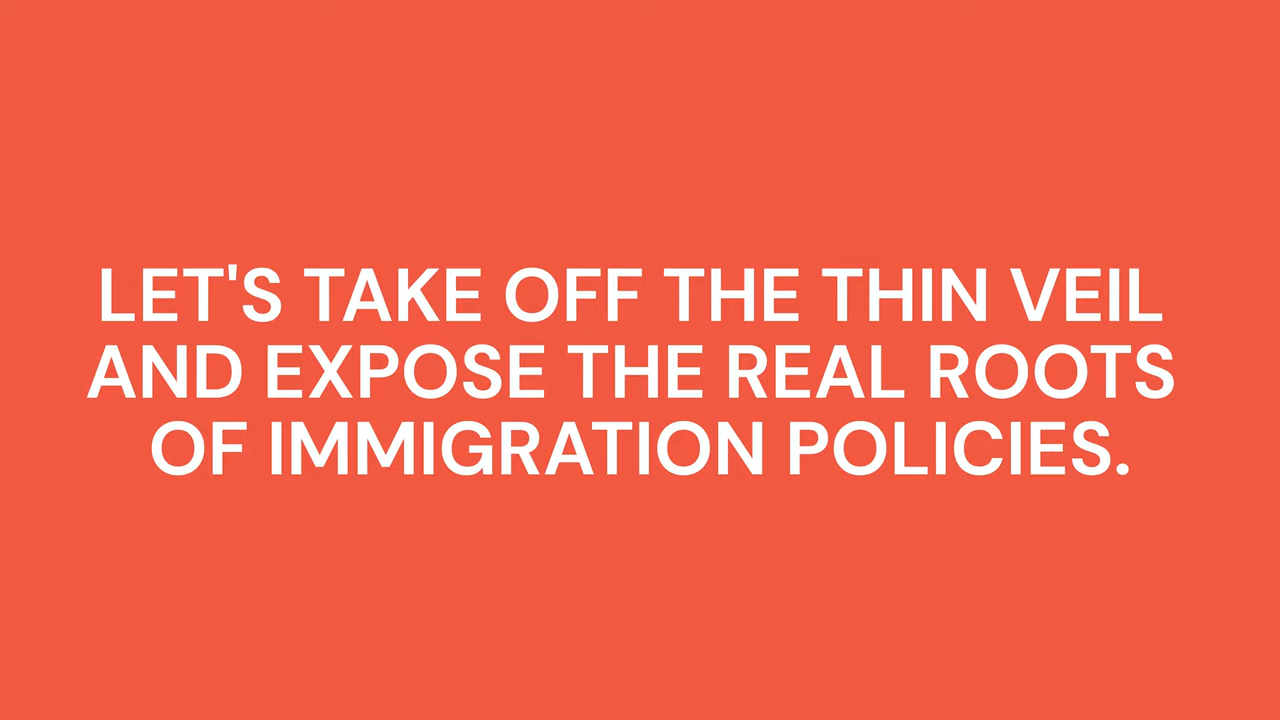 LET'S TAKE OFF THE THIN VEIL
AND EXPOSE THE REAL ROOTS
OF IMMIGRATION POLICIES.